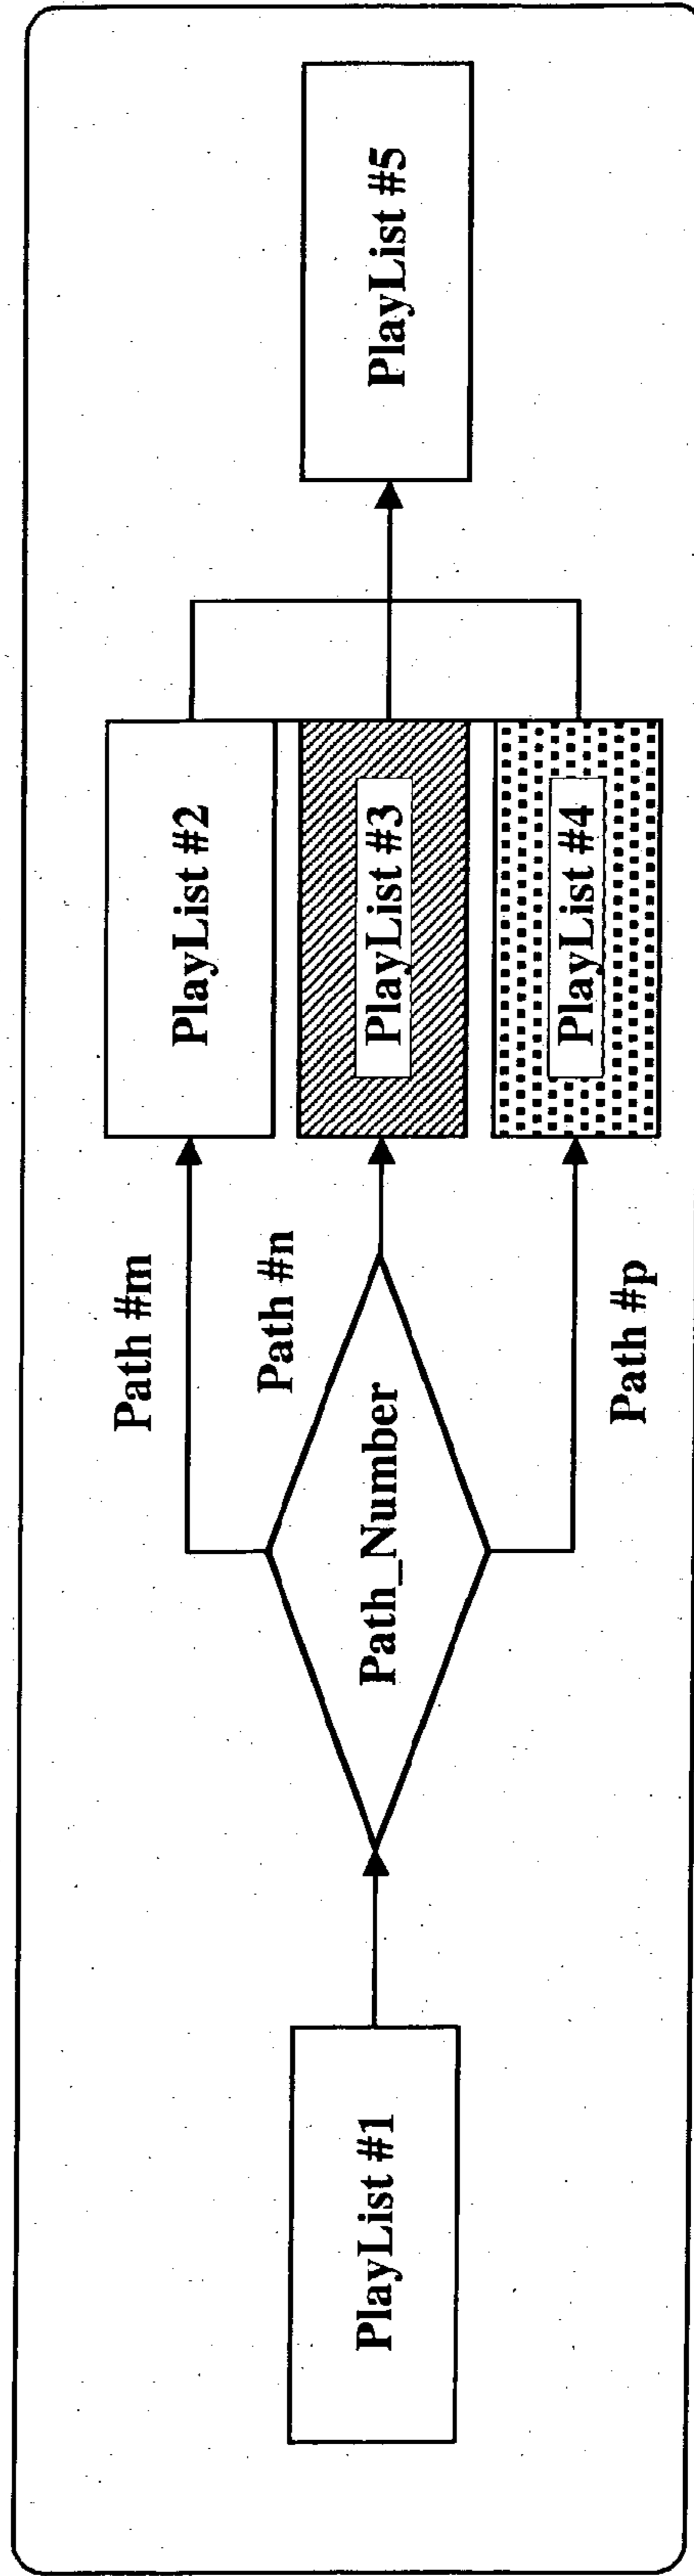 PlayList #1
Path_Number
Path #m
Path #n
Path #p
PlayList #2
PlayList #3
PlayList #4
PlayList #5